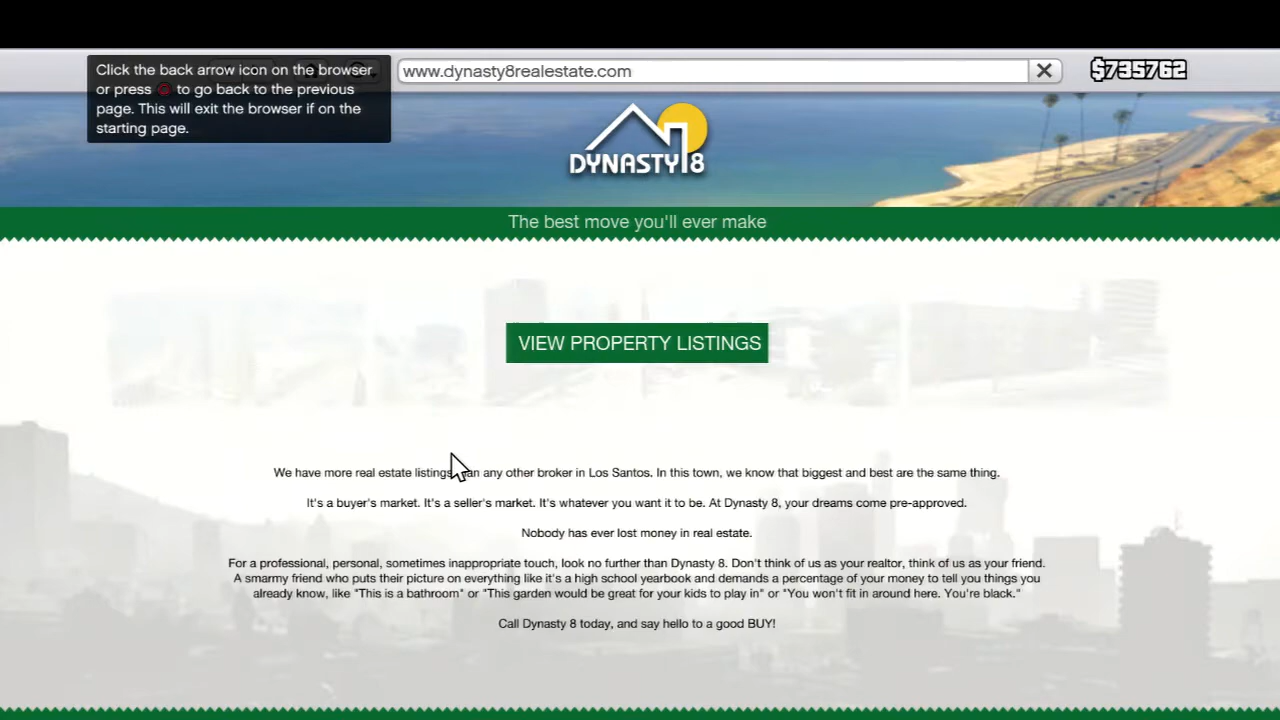 Click the back arrow icon on the browser
or press to go back to the previous
page. This will exit the browser if on the
starting page.
www.dynasty8realestate.com
$735762
DYNASTY 8
The best move you'll ever make
VIEW PROPERTY LISTINGS
We have more real estate listings than any other broker in Los Santos. In this town, we know that biggest and best are the same thing.
It's a buyer's market. It's a seller's market. It's whatever you want it to be. At Dynasty 8, your dreams come pre-approved.
Nobody has ever lost money in real estate.
For a professional, personal, sometimes inappropriate touch, look no further than Dynasty 8. Don't think of us as your realtor, think of us as your friend.
A smarmy friend who puts their picture on everything like it's a high school yearbook and demands a percentage of your money to tell you things you
already know, like "This is a bathroom" or "This garden would be great for your kids to play in" or "You won't fit in around here. You're black."
Call Dynasty 8 today, and say hello to a good BUY!